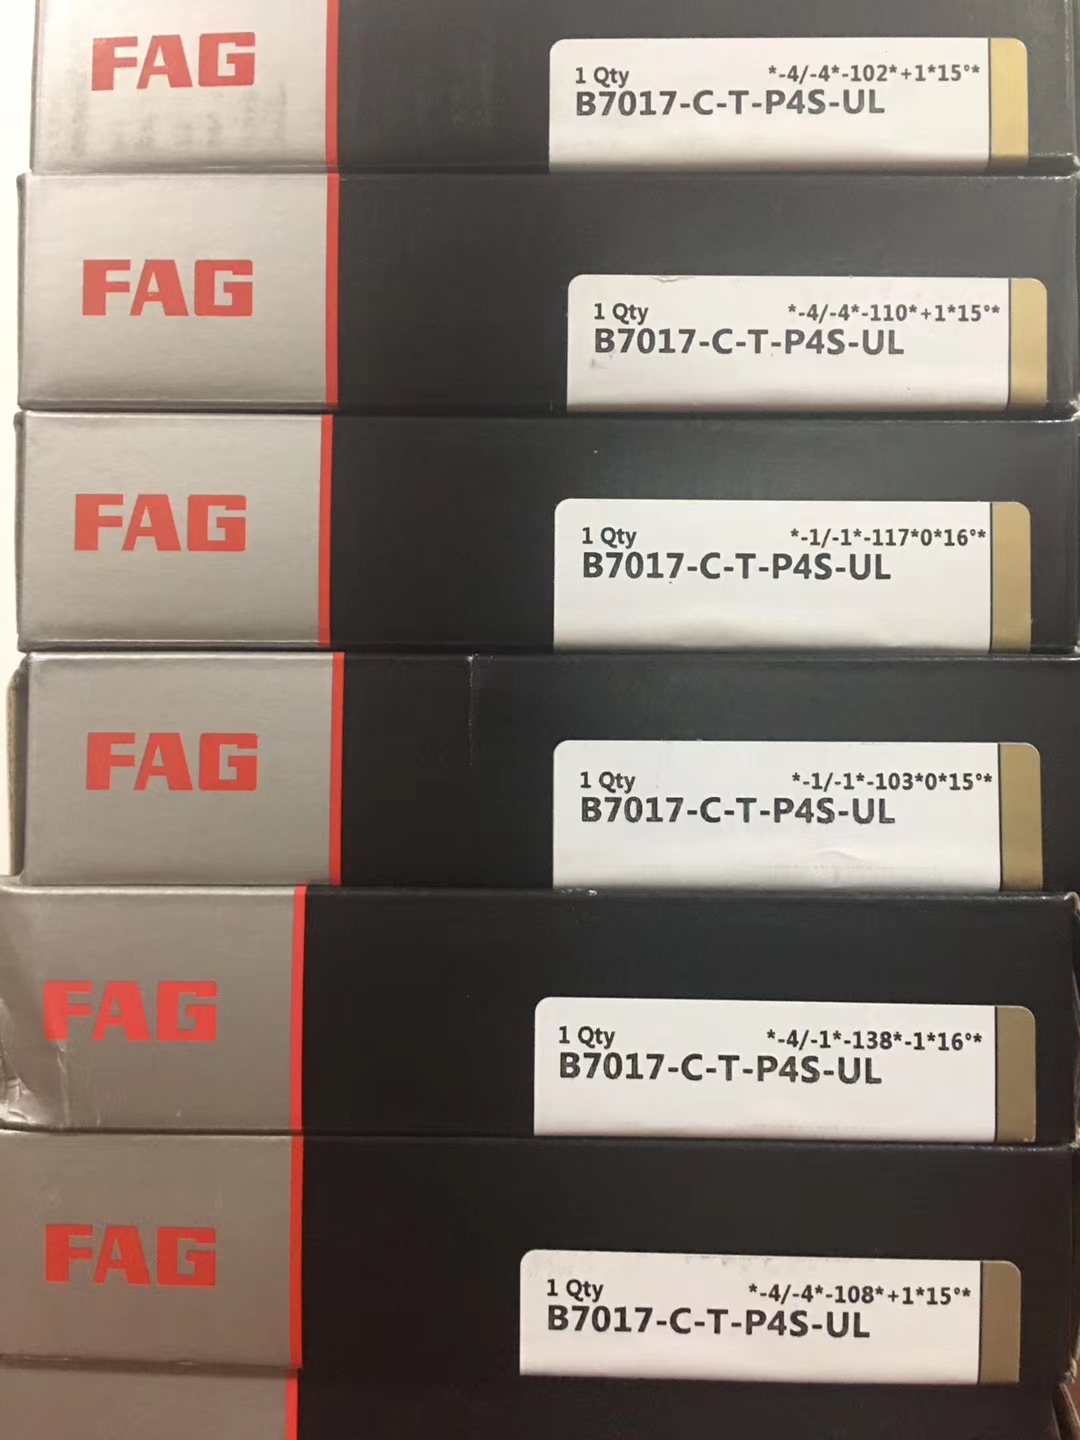 FAG
1 Qty *-4/-4*-102*+1*15°*
B7017-C-T-P4S-UL
FAG
1 Qty *-4/-4*-110*+1*15°*
B7017-C-T-P4S-UL
FAG
1 Qty *-1/-1*-117*0*16°*
B7017-C-T-P4S-UL
FAG
1 Qty *-1/-1*-103*0*15°*
B7017-C-T-P4S-UL
FAG
1 Qty *-4/-1*-138*-1*16°*
B7017-C-T-P4S-UL
FAG
1 Qty *-4/-4*-108*+1*15°*
B7017-C-T-P4S-UL